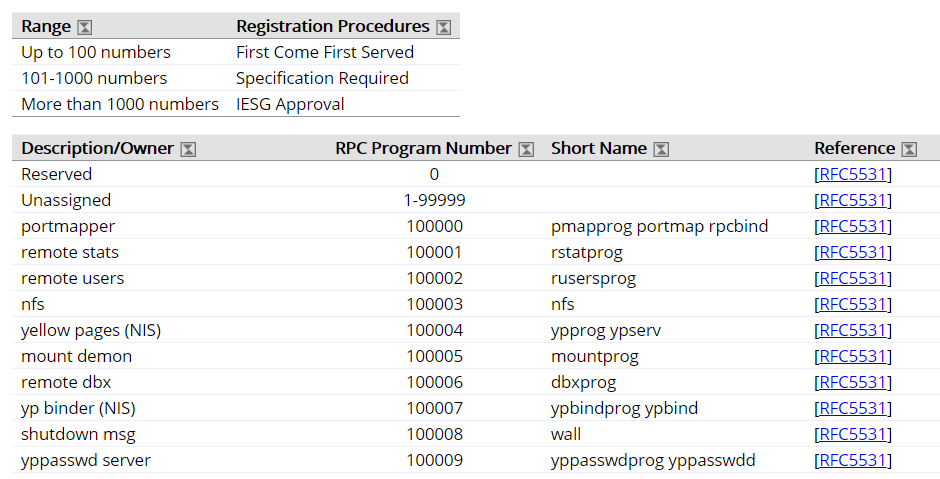 Range Registration Procedures
Up to 100 numbers First Come First Served
101-1000 numbers Specification Required
More than 1000 numbers IESG Approval
Description/Owner RPC Program Number Short Name Reference
Reserved 0 [RFC5531]
Unassigned 1-99999 [RFC5531]
portmapper 100000 pmapprog portmap rpcbind [RFC5531]
remote stats 100001 rstatprog [RFC5531]
remote users 100002 rusersprog [RFC5531]
nfs 100003 nfs [RFC5531]
yellow pages (NIS) 100004 ypprog ypserv [RFC5531]
mount demon 100005 mountprog [RFC5531]
remote dbx 100006 dbxprog [RFC5531]
yp binder (NIS) 100007 ypbindprog ypbind [RFC5531]
shutdown msg 100008 wall [RFC5531]
yppasswd server 100009 yppasswdprog yppasswdd [RFC5531]